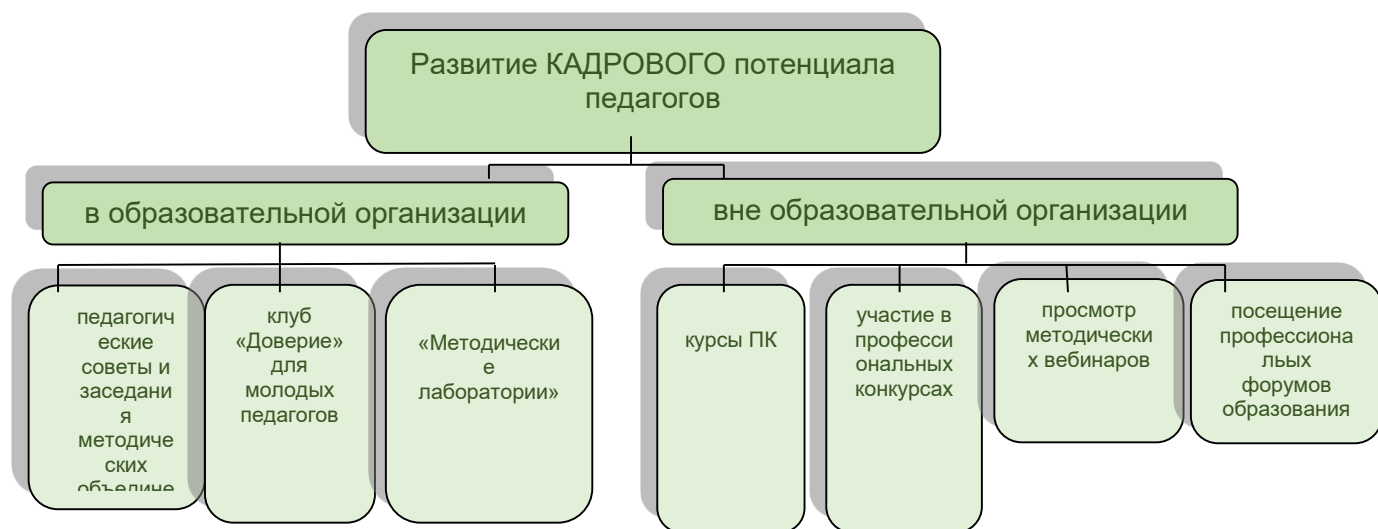 Развитие КАДРОВОГО потенциала
педагогов
в образовательной организации
вне образовательной организации
педагогич
еские
советы и
заседани
я
методиче
ских
объедине
клуб
«Доверие»
для
молодых
педагогов
«Методически
е
лаборатории»
курсы ПК
участие в
професси
ональных
конкурсах
просмотр
методически
х вебинаров
посещение
профессиона
льых
форумов
образования